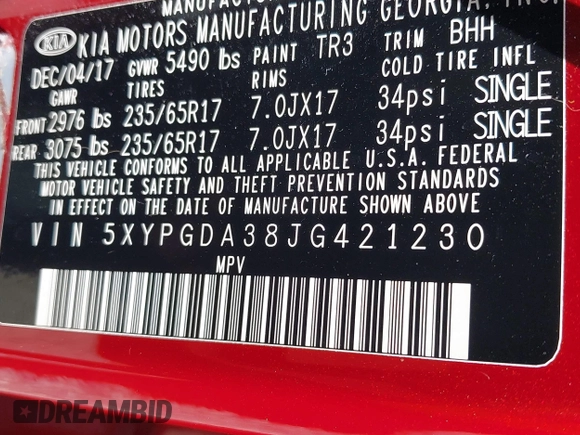 MANUFACTURED
KIA KIA MOTORS MANUFACTURING GEORGIA, INC.
DEC/04/17 GVWR 5490 lbs PAINT TR3 TRIM BHH
GAWR TIRES RIMS COLD TIRE INFL
FRONT 2976 lbs 235/65R17 7.0JX17 34psi SINGLE
REAR 3075 lbs 235/65R17 7.0JX17 34psi SINGLE
THIS VEHICLE CONFORMS TO ALL APPLICABLE U.S.A. FEDERAL
MOTOR VEHICLE SAFETY AND THEFT PREVENTION STANDARDS
IN EFFECT ON THE DATE OF MANUFACTURE SHOWN ABOVE
VIN 5XYPGDA38JG421230
MPV
DREAMBID